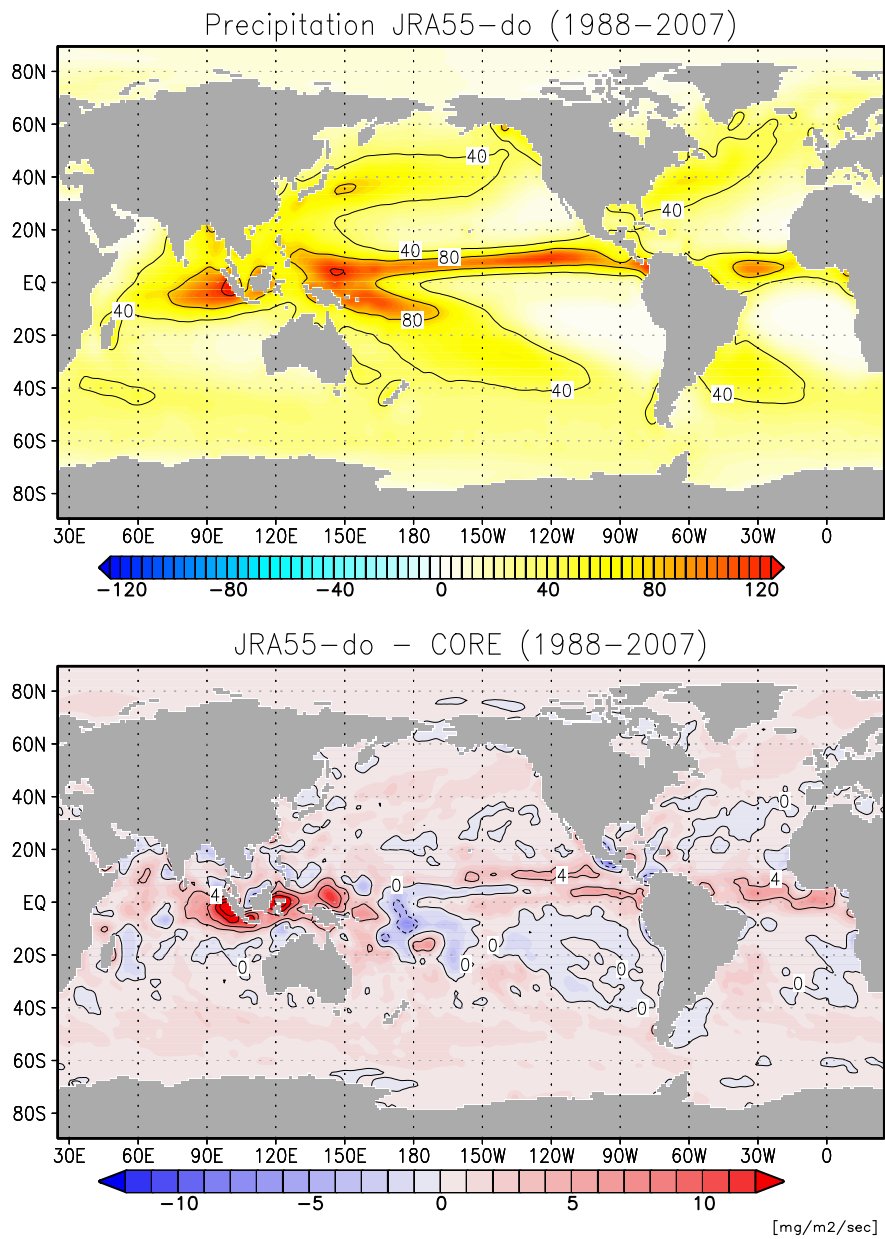 Precipitation JRA55-do (1988-2007)
80N
60N
40N
20N
EQ
20S
40S
60S
80S
40
40
40
80
40
80
40
40
30E 60E 90E 120E 150E 180 150W 120W 90W 60W 30W 0
-120 -80 -40 0 40 80 120
JRA55-do - CORE (1988-2007)
80N
60N
40N
20N
EQ
20S
40S
60S
80S
0
4
4
4
0
0
0
0
0
0
30E 60E 90E 120E 150E 180 150W 120W 90W 60W 30W 0
-10 -5 0 5 10
[mg/m2/sec]